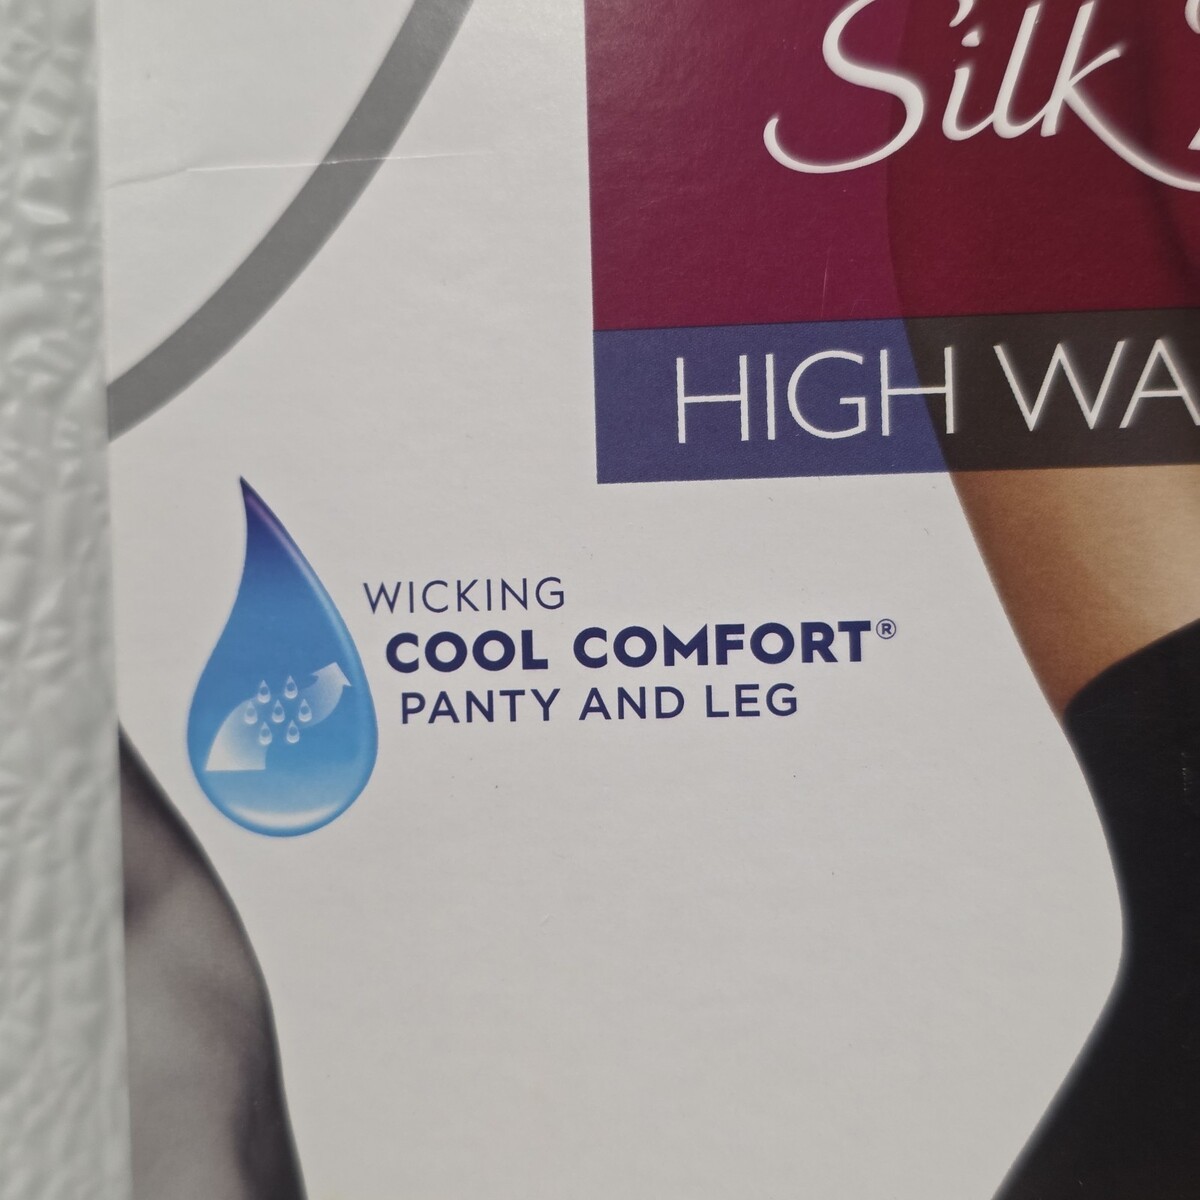 Silk
HIGH WA
WICKING
COOL COMFORT®
PANTY AND LEG